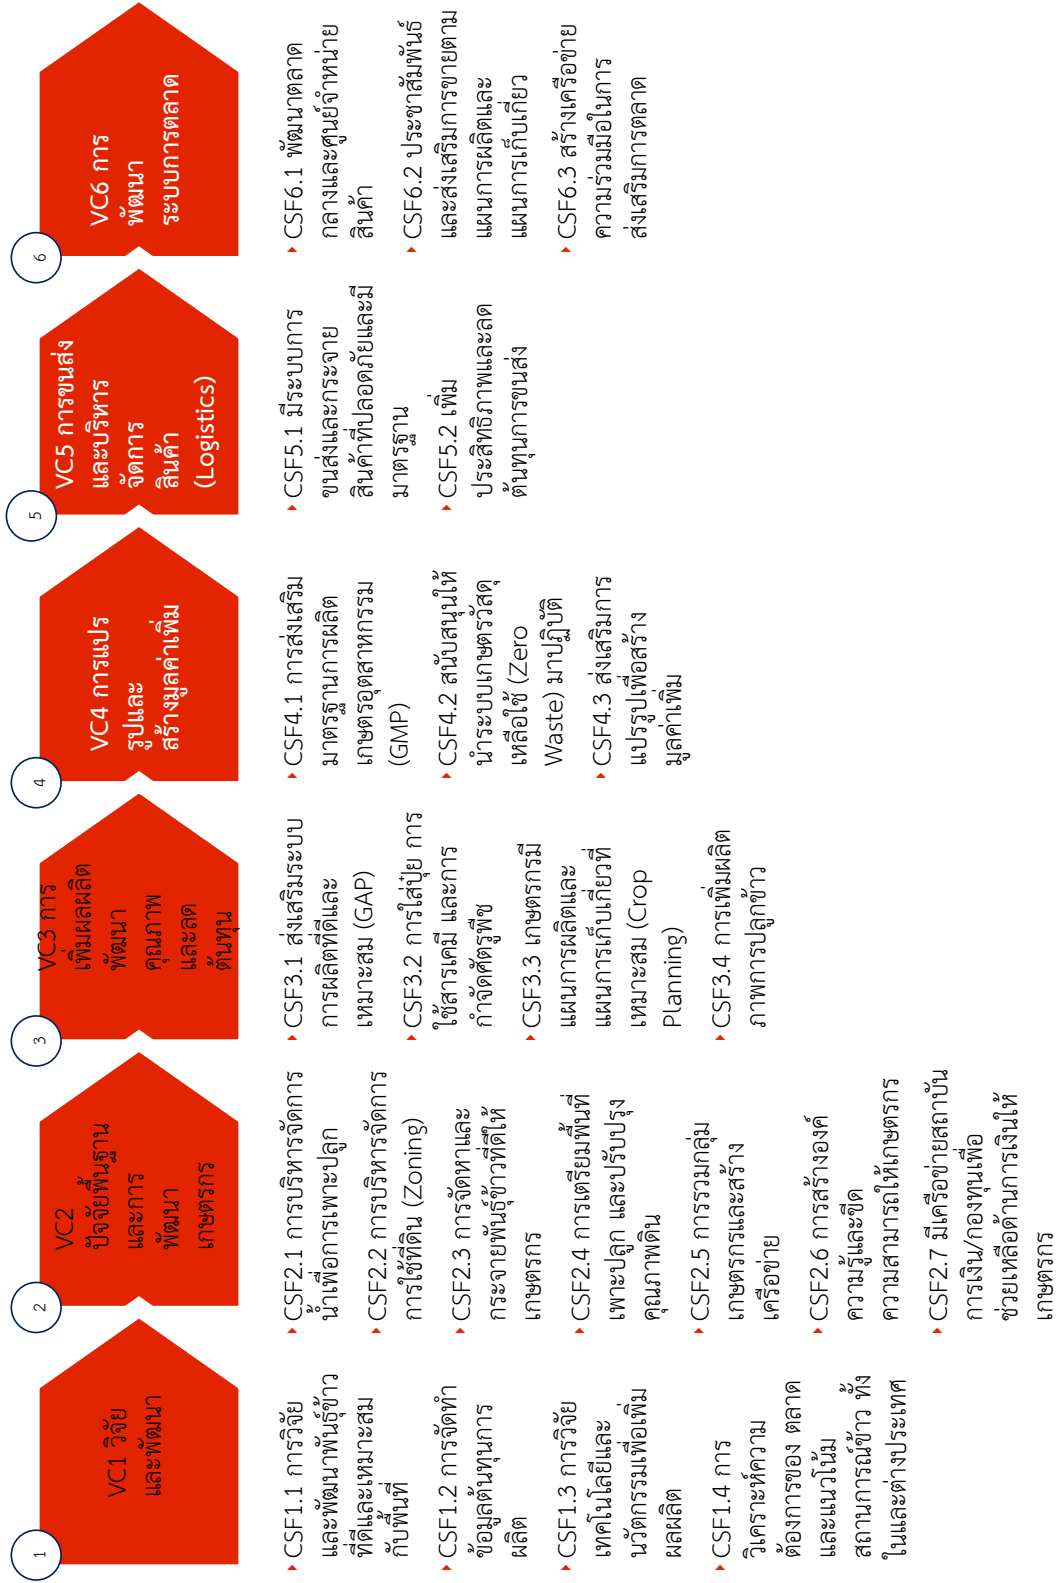 1
VC1 วิจัย
และพัฒนา
CSF1.1 การวิจัย
และพัฒนาพันธุ์ข้าว
ที่ดีและเหมาะสม
กับพื้นที่
CSF1.2 การจัดทำ
ข้อมูลต้นทุนการ
ผลิต
CSF1.3 การวิจัย
เทคโนโลยีและ
นวัตกรรมเพื่อเพิ่ม
ผลผลิต
CSF1.4 การ
วิเคราะห์ความ
ต้องการของ ตลาด
และแนวโน้ม
สถานการณ์ข้าว ทั้ง
ในและต่างประเทศ
2
VC2
ปัจจัยพื้นฐาน
และการ
พัฒนา
เกษตรกร
CSF2.1 การบริหารจัดการ
น้ำเพื่อการเพาะปลูก
CSF2.2 การบริหารจัดการ
การใช้ที่ดิน (Zoning)
CSF2.3 การจัดหาและ
กระจายพันธุ์ข้าวที่ดีให้
เกษตรกร
CSF2.4 การเตรียมพื้นที่
เพาะปลูก และปรับปรุง
คุณภาพดิน
CSF2.5 การรวมกลุ่ม
เกษตรกรและสร้าง
เครือข่าย
CSF2.6 การสร้างองค์
ความรู้และขีด
ความสามารถให้เกษตรกร
CSF2.7 มีเครือข่ายสถาบัน
การเงิน/กองทุนเพื่อ
ช่วยเหลือด้านการเงินให้
เกษตรกร
3
VC3 การ
เพิ่มผลผลิต
พัฒนา
คุณภาพ
และลด
ต้นทุน
CSF3.1 ส่งเสริมระบบ
การผลิตที่ดีและ
เหมาะสม (GAP)
CSF3.2 การใส่ปุ๋ย การ
ใช้สารเคมี และการ
กำจัดศัตรูพืช
CSF3.3 เกษตรกรมี
แผนการผลิตและ
แผนการเก็บเกี่ยวที่
เหมาะสม (Crop
Planning)
CSF3.4 การเพิ่มผลิต
ภาพการปลูกข้าว
4
VC4 การแปร
รูปและ
สร้างมูลค่าเพิ่ม
CSF4.1 การส่งเสริม
มาตรฐานการผลิต
เกษตรอุตสาหกรรม
(GMP)
CSF4.2 สนับสนุนให้
นำระบบเกษตรวัสดุ
เหลือใช้ (Zero
Waste) มาปฏิบัติ
CSF4.3 ส่งเสริมการ
แปรรูปเพื่อสร้าง
มูลค่าเพิ่ม
5
VC5 การขนส่ง
และบริหาร
จัดการ
สินค้า
(Logistics)
CSF5.1 มีระบบการ
ขนส่งและกระจาย
สินค้าที่ปลอดภัยและมี
มาตรฐาน
CSF5.2 เพิ่ม
ประสิทธิภาพและลด
ต้นทุนการขนส่ง
6
VC6 การ
พัฒนา
ระบบการตลาด
CSF6.1 พัฒนาตลาด
กลางและศูนย์จำหน่าย
สินค้า
CSF6.2 ประชาสัมพันธ์
และส่งเสริมการขายตาม
แผนการผลิตและ
แผนการเก็บเกี่ยว
CSF6.3 สร้างเครือข่าย
ความร่วมมือในการ
ส่งเสริมการตลาด